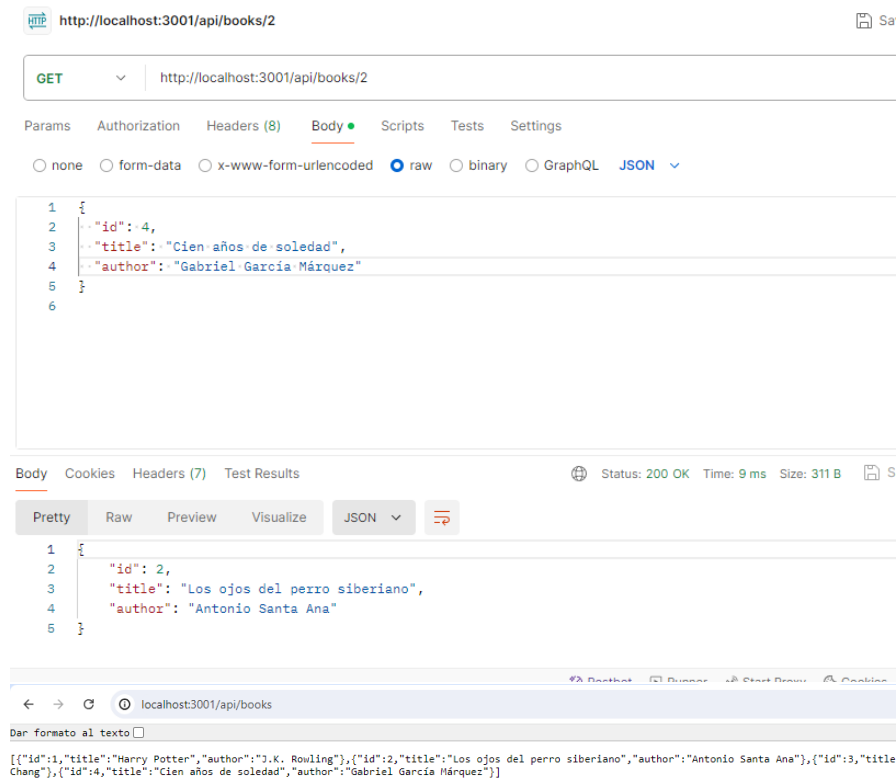 HTTP http://localhost:3001/api/books/2
GET http://localhost:3001/api/books/2
Params Authorization Headers (8) Body Scripts Tests Settings
none form-data x-www-form-urlencoded raw binary GraphQL JSON
1 {
2 "id": 4,
3 "title": "Cien años de soledad",
4 "author": "Gabriel García Márquez"
5 }
6
Body Cookies Headers (7) Test Results Status: 200 OK Time: 9 ms Size: 311 B
Pretty Raw Preview Visualize JSON
1 {
2 "id": 2,
3 "title": "Los ojos del perro siberiano",
4 "author": "Antonio Santa Ana"
5 }
Postbot Runner Start Proxy Cookies
localhost:3001/api/books
Dar formato al texto
[{"id":1,"title":"Harry Potter","author":"J.K. Rowling"},{"id":2,"title":"Los ojos del perro siberiano","author":"Antonio Santa Ana"},{"id":3,"title
Chang"},{"id":4,"title":"Cien años de soledad","author":"Gabriel García Márquez"}]